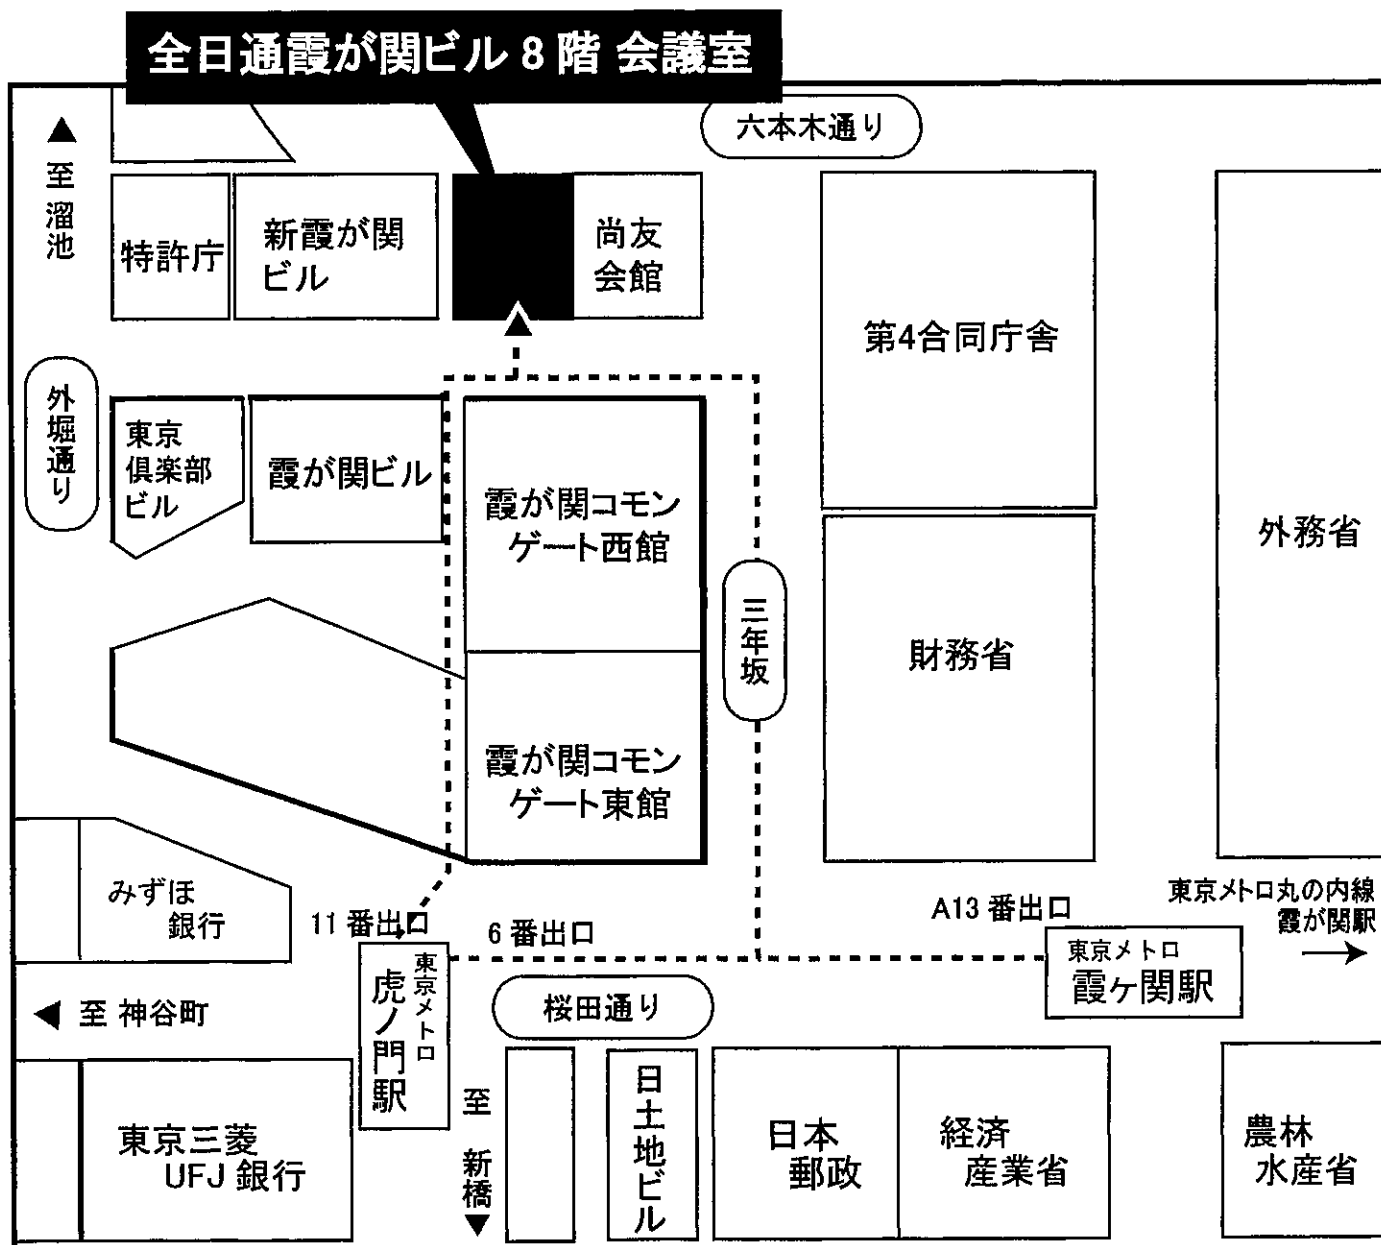 全日通霞が関ビル 8 階 会議室
六本木通り
▲ 至 溜池
特許庁
新霞が関
ビル
尚友
会館
第4合同庁舎
外堀通り
東京
倶楽部
ビル
霞が関ビル
霞が関コモン
ゲート西館
外務省
三年坂
財務省
霞が関コモン
ゲート東館
みずほ
銀行
11 番出口
6 番出口
A13 番出口
東京メトロ丸の内線
霞が関駅
→
東京メトロ
虎ノ門駅
東京メトロ
霞ヶ関駅
◀ 至 神谷町
桜田通り
至 新橋▼
東京三菱
UFJ 銀行
日土地ビル
日本
郵政
経済
産業省
農林
水産省